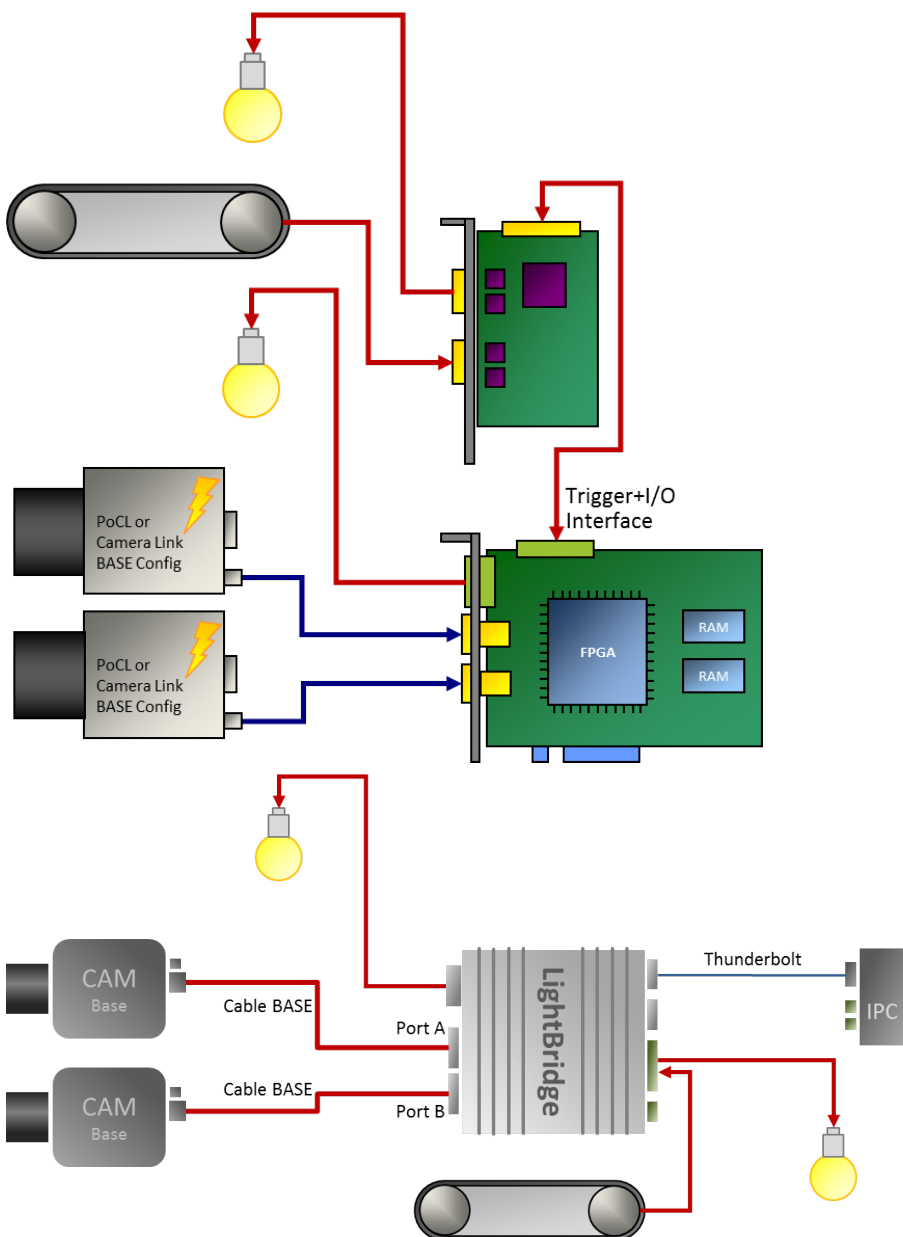 Trigger+I/O
Interface
PoCL or
Camera Link
BASE Config
FPGA
RAM
RAM
PoCL or
Camera Link
BASE Config
CAM
Base
Cable BASE
Port A
LightBridge
Thunderbolt
IPC
CAM
Base
Cable BASE
Port B